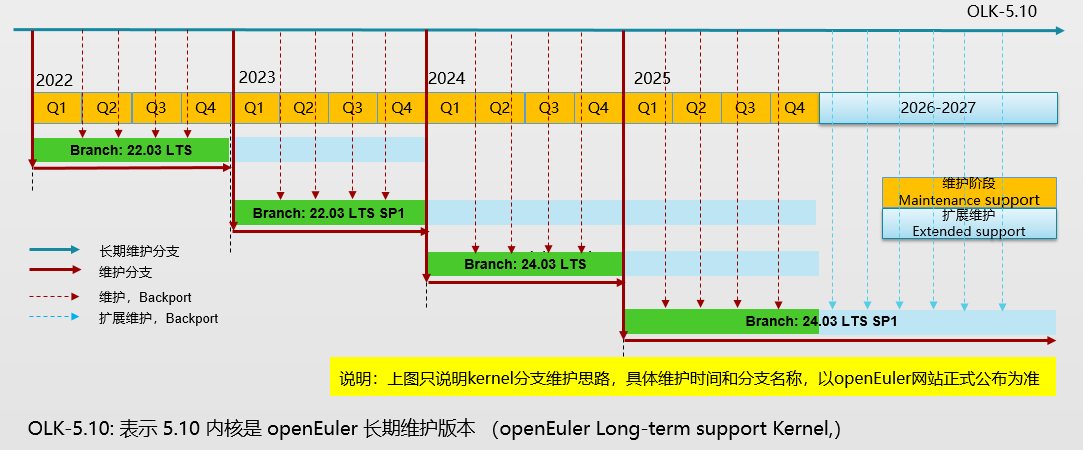 OLK-5.10
2022
2023
2024
2025
Q1 Q2 Q3 Q4 Q1 Q2 Q3 Q4 Q1 Q2 Q3 Q4 Q1 Q2 Q3 Q4 2026-2027
Branch: 22.03 LTS
Branch: 22.03 LTS SP1
Branch: 24.03 LTS
Branch: 24.03 LTS SP1
维护阶段
Maintenance support
扩展维护
Extended support
长期维护分支
维护分支
维护，Backport
扩展维护，Backport
说明：上图只说明kernel分支维护思路，具体维护时间和分支名称，以openEuler网站正式公布为准
OLK-5.10: 表示 5.10 内核是 openEuler 长期维护版本 （openEuler Long-term support Kernel,）